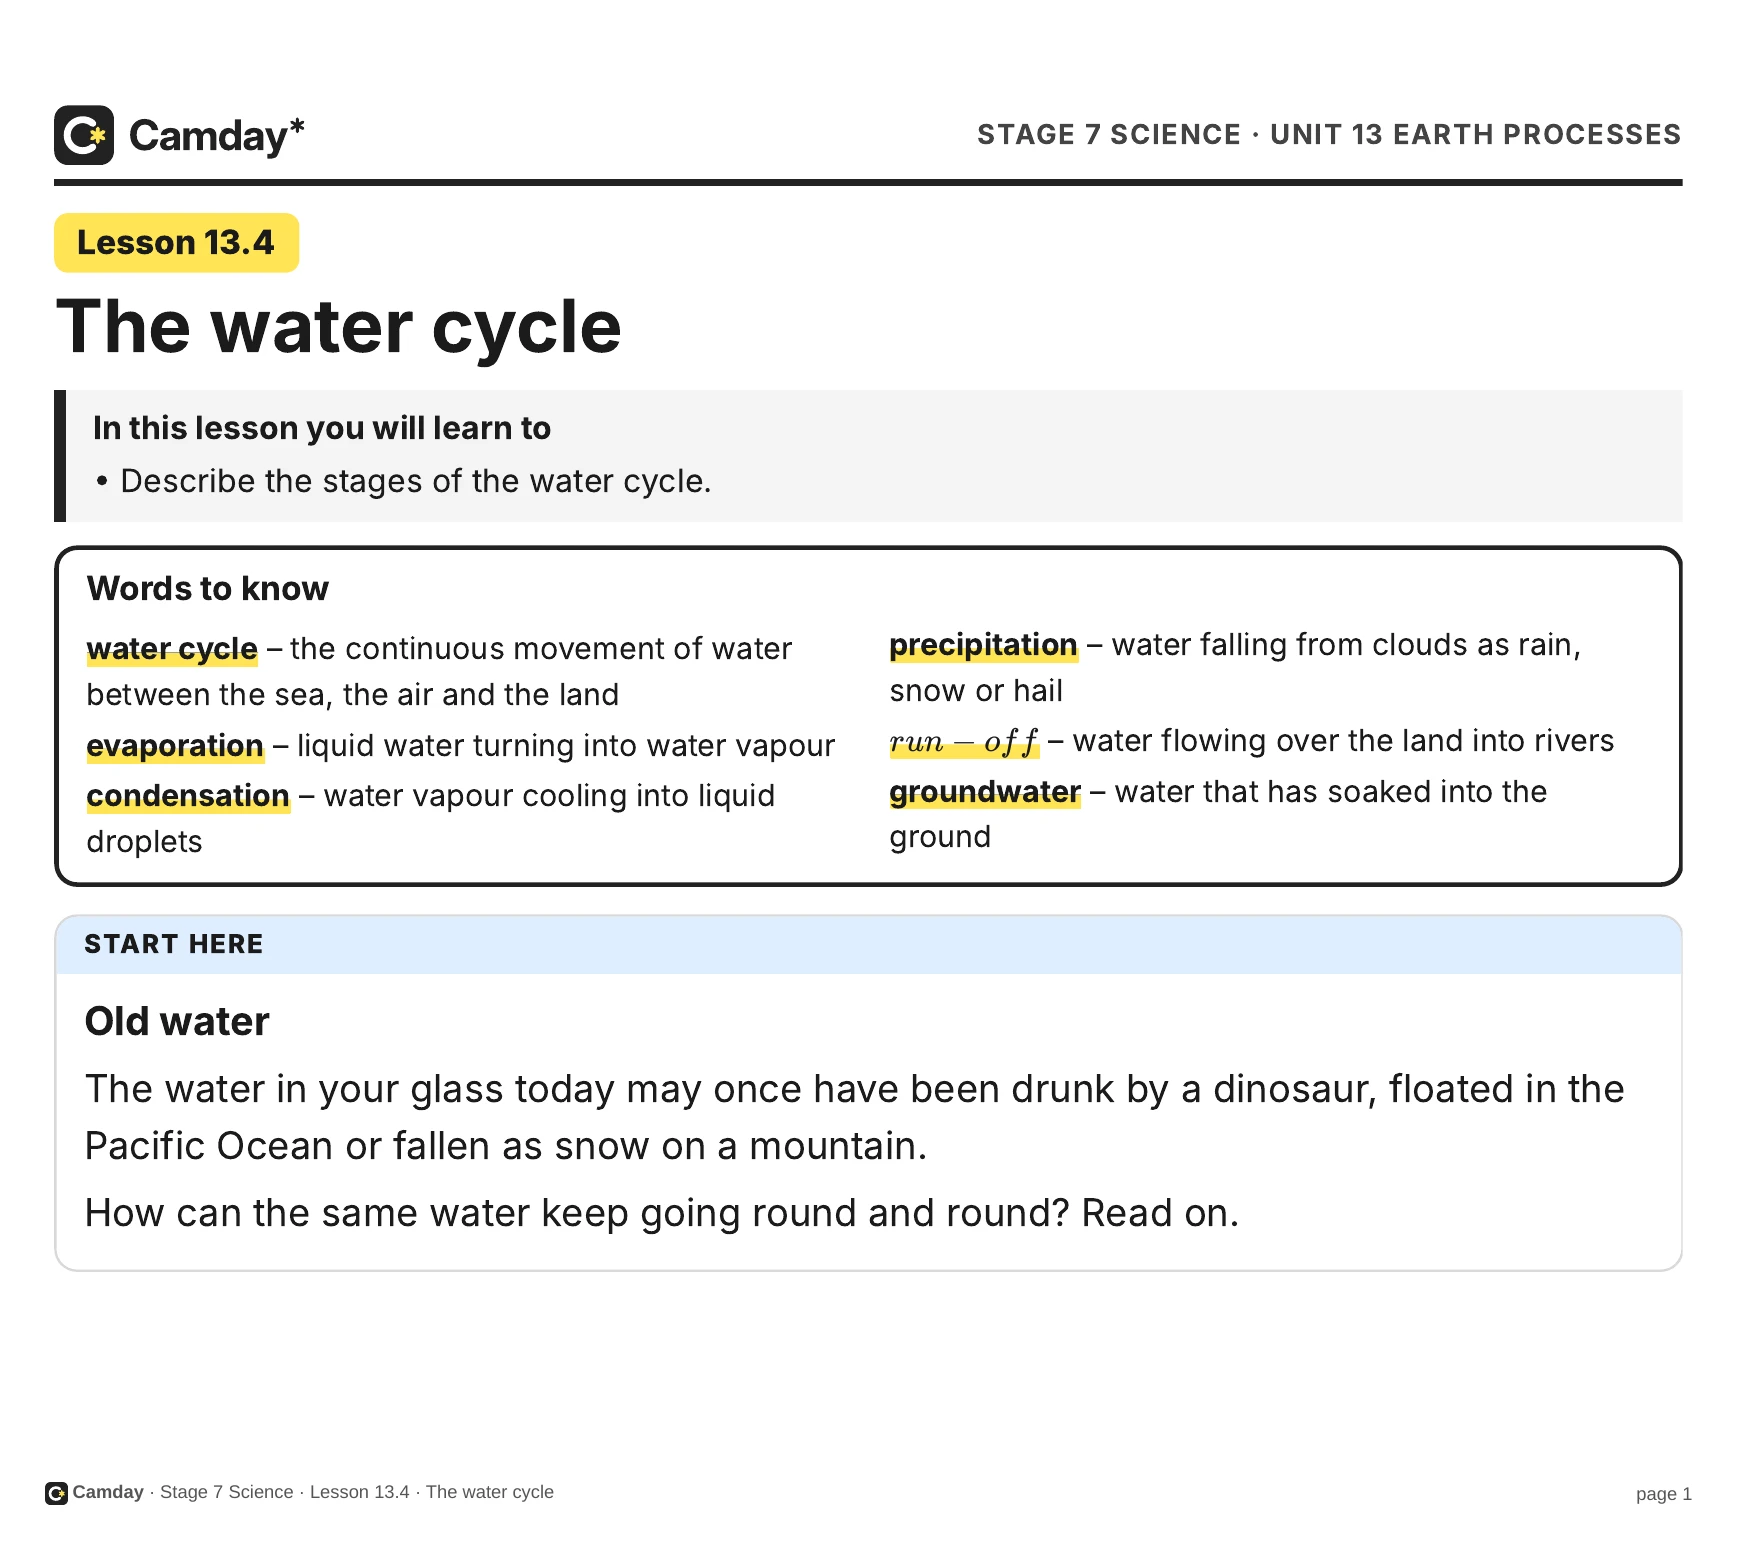 Camday*
STAGE 7 SCIENCE · UNIT 13 EARTH PROCESSES
Lesson 13.4
The water cycle
In this lesson you will learn to
• Describe the stages of the water cycle.
Words to know
water cycle – the continuous movement of water
between the sea, the air and the land
evaporation – liquid water turning into water vapour
condensation – water vapour cooling into liquid
droplets
precipitation – water falling from clouds as rain,
snow or hail
run – off – water flowing over the land into rivers
groundwater – water that has soaked into the
ground
START HERE
Old water
The water in your glass today may once have been drunk by a dinosaur, floated in the
Pacific Ocean or fallen as snow on a mountain.
How can the same water keep going round and round? Read on.
Camday · Stage 7 Science · Lesson 13.4 · The water cycle
page 1